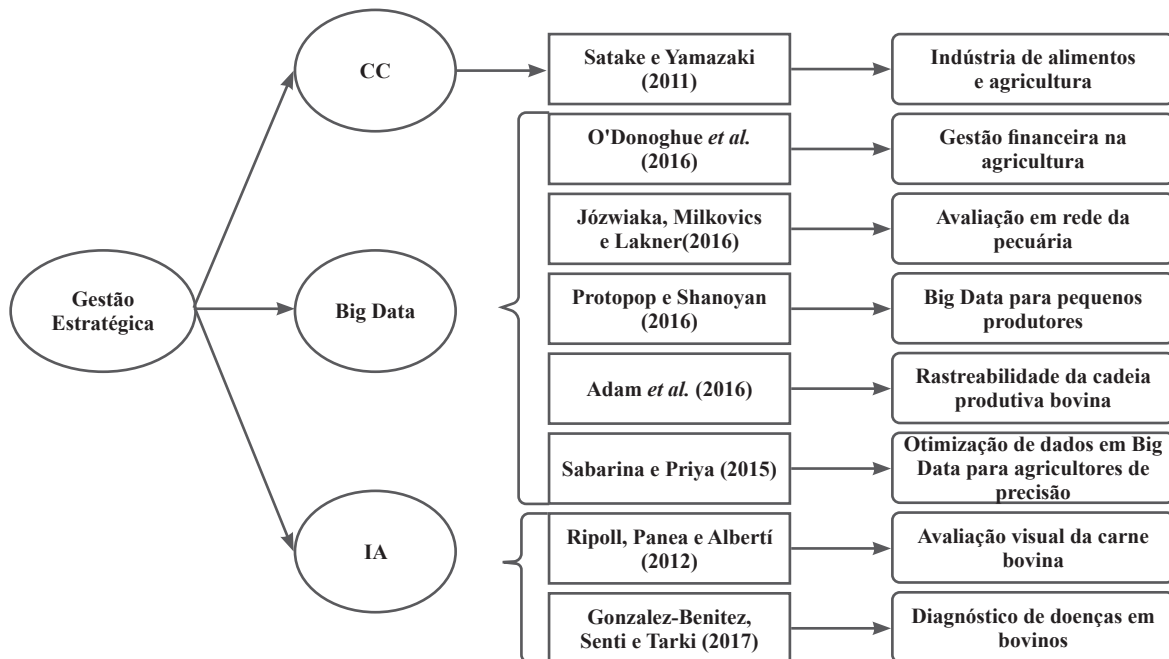 CC
Satake e Yamazaki
(2011)
Indústria de alimentos
e agricultura
O'Donoghue et al.
(2016)
Gestão financeira na
agricultura
Józwiaka, Milkovics
e Lakner(2016)
Avaliação em rede da
pecuária
Gestão
Estratégica
Big Data
Protopop e Shanoyan
(2016)
Big Data para pequenos
produtores
Adam et al. (2016)
Rastreabilidade da cadeia
produtiva bovina
Sabarina e Priya (2015)
Otimização de dados em Big
Data para agricultores de
precisão
IA
Ripoll, Panea e Albertí
(2012)
Avaliação visual da carne
bovina
Gonzalez-Benitez,
Senti e Tarki (2017)
Diagnóstico de doenças em
bovinos